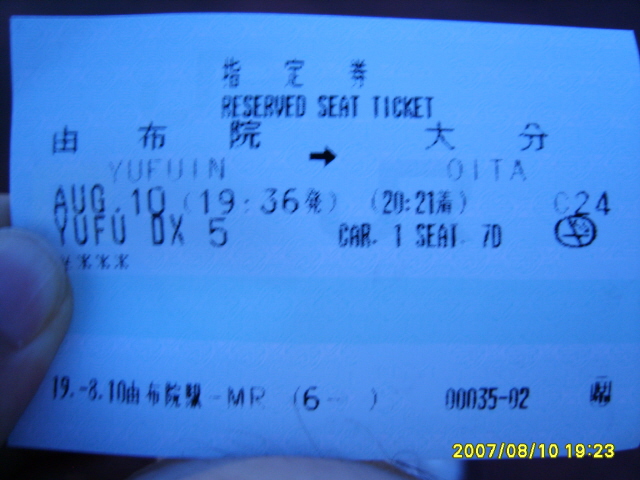 指 定 券
RESERVED SEAT TICKET
由 布 院 → 大 分
YUFUIN OITA
AUG.10 (19:36発) (20:21着) C24
YUFU DX 5 CAR. 1 SEAT. 7D
****
19.-8.10由布院駅-MR (6- ) 00035-02
2007/08/10 19:23